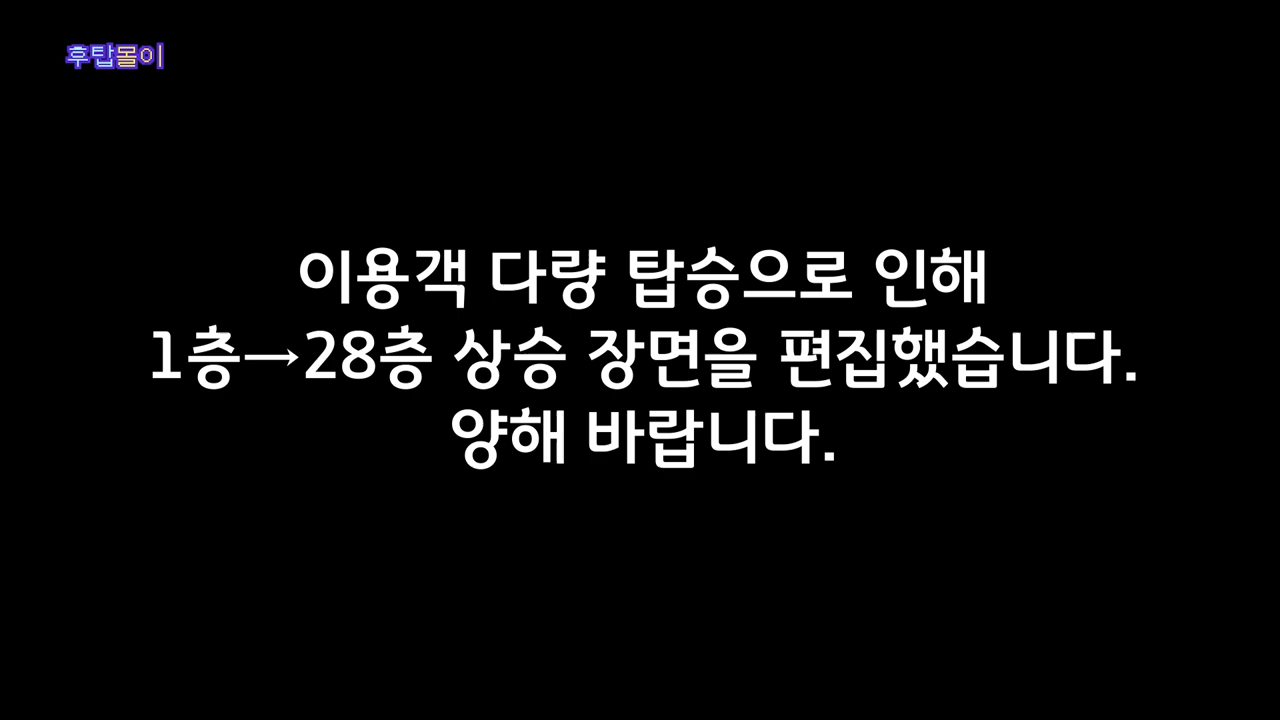 후탑몰이
이용객 다량 탑승으로 인해
1층→28층 상승 장면을 편집했습니다.
양해 바랍니다.